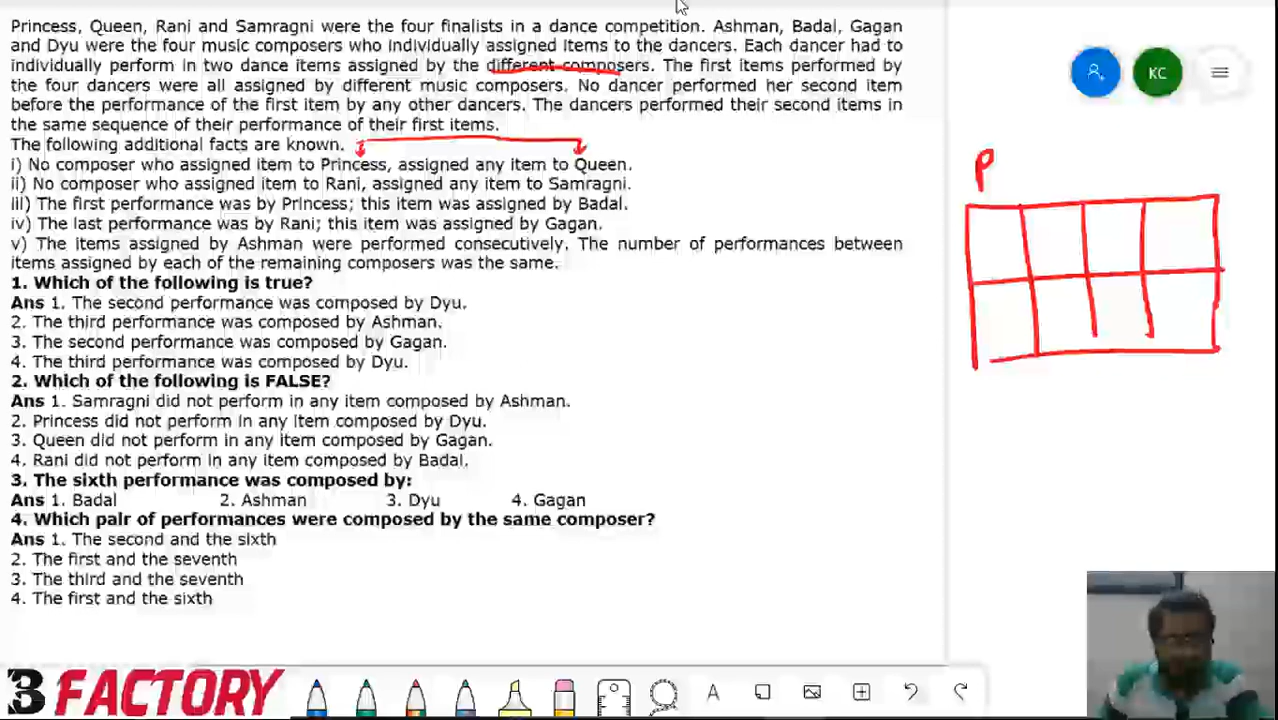 Princess, Queen, Rani and Samragni were the four finalists in a dance competition. Ashman, Badal, Gagan
and Dyu were the four music composers who individually assigned items to the dancers. Each dancer had to
individually perform in two dance items assigned by the different composers. The first items performed by
the four dancers were all assigned by different music composers. No dancer performed her second item
before the performance of the first item by any other dancers. The dancers performed their second items in
the same sequence of their performance of their first items.
The following additional facts are known.
i) No composer who assigned item to Princess, assigned any item to Queen.
ii) No composer who assigned item to Rani, assigned any item to Samragni.
iii) The first performance was by Princess; this item was assigned by Badal.
iv) The last performance was by Rani; this item was assigned by Gagan.
v) The items assigned by Ashman were performed consecutively. The number of performances between
items assigned by each of the remaining composers was the same.
1. Which of the following is true?
Ans 1. The second performance was composed by Dyu.
2. The third performance was composed by Ashman.
3. The second performance was composed by Gagan.
4. The third performance was composed by Dyu.
2. Which of the following is FALSE?
Ans 1. Samragni did not perform in any item composed by Ashman.
2. Princess did not perform in any item composed by Dyu.
3. Queen did not perform in any item composed by Gagan.
4. Rani did not perform in any item composed by Badal.
3. The sixth performance was composed by:
Ans 1. Badal 2. Ashman 3. Dyu 4. Gagan
4. Which pair of performances were composed by the same composer?
Ans 1. The second and the sixth
2. The first and the seventh
3. The third and the seventh
4. The first and the sixth
KC
P
3 FACTORY
A